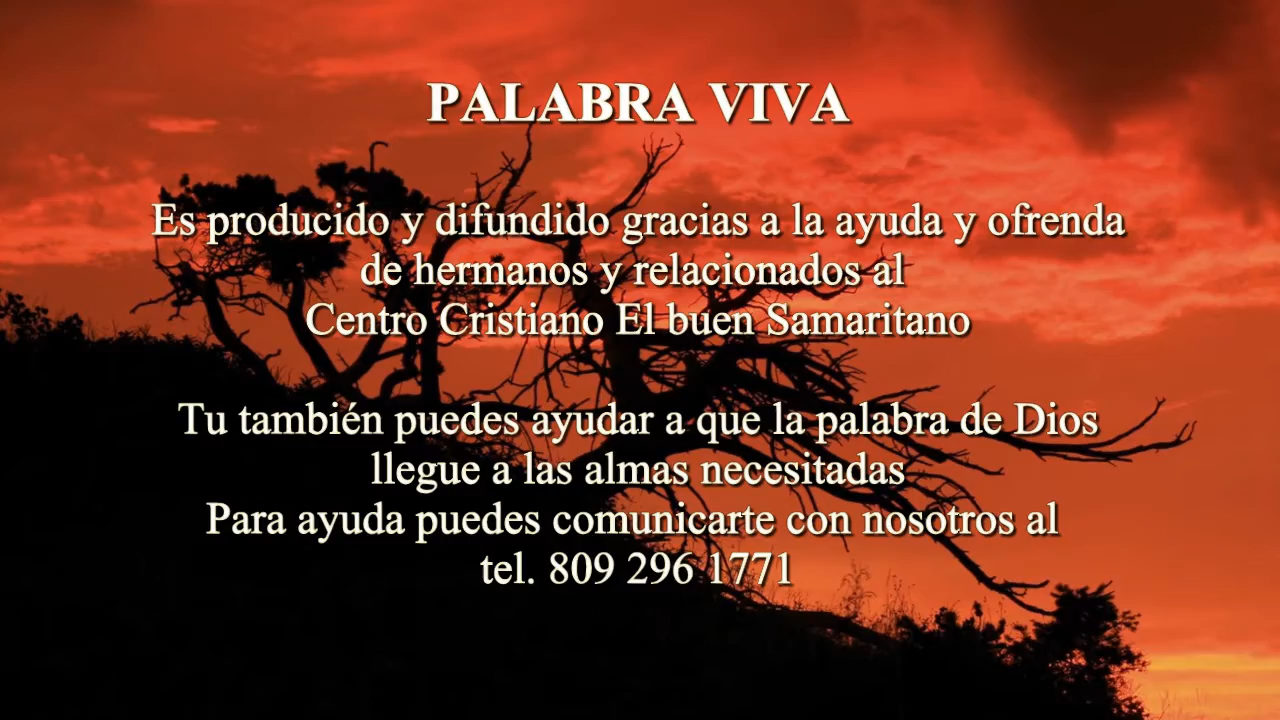 PALABRA VIVA
Es producido y difundido gracias a la ayuda y ofrenda
de hermanos y relacionados al
Centro Cristiano El buen Samaritano
Tu también puedes ayudar a que la palabra de Dios
llegue a las almas necesitadas
Para ayuda puedes comunicarte con nosotros al
tel. 809 296 1771